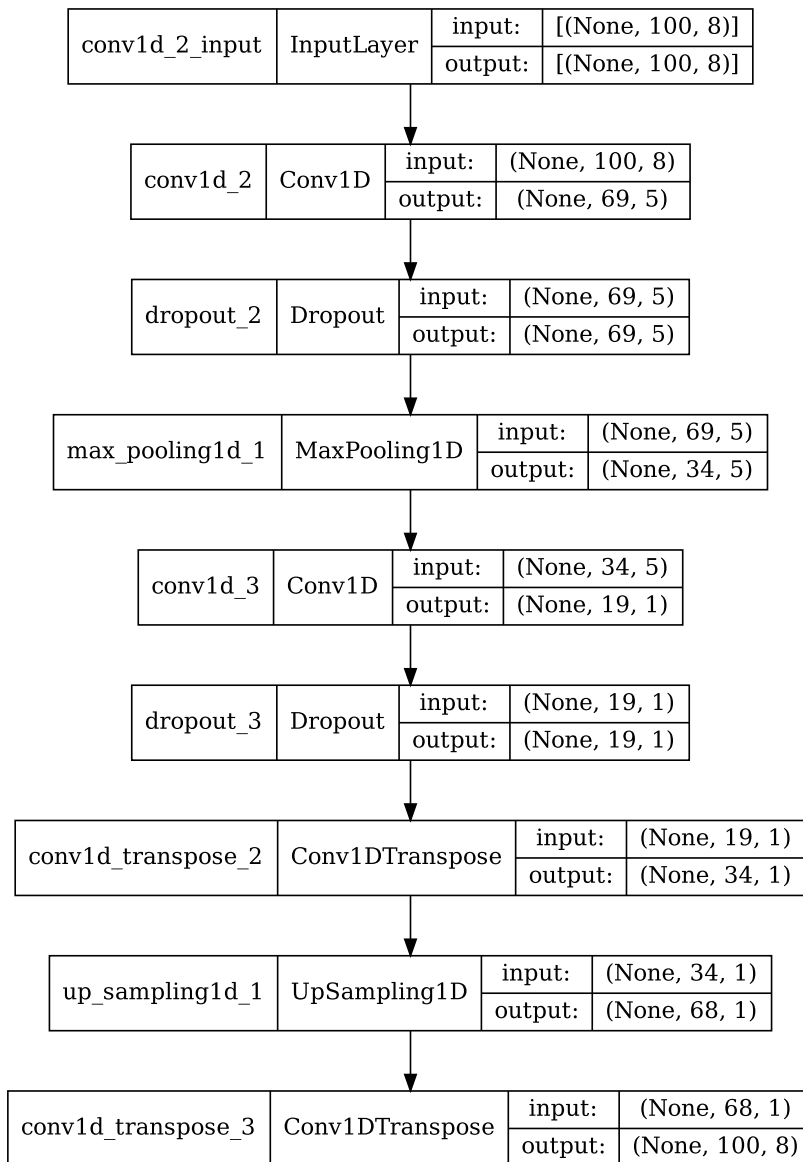 conv1d_2_input InputLayer input: [(None, 100, 8)]
output: [(None, 100, 8)]
conv1d_2 Conv1D input: (None, 100, 8)
output: (None, 69, 5)
dropout_2 Dropout input: (None, 69, 5)
output: (None, 69, 5)
max_pooling1d_1 MaxPooling1D input: (None, 69, 5)
output: (None, 34, 5)
conv1d_3 Conv1D input: (None, 34, 5)
output: (None, 19, 1)
dropout_3 Dropout input: (None, 19, 1)
output: (None, 19, 1)
conv1d_transpose_2 Conv1DTranspose input: (None, 19, 1)
output: (None, 34, 1)
up_sampling1d_1 UpSampling1D input: (None, 34, 1)
output: (None, 68, 1)
conv1d_transpose_3 Conv1DTranspose input: (None, 68, 1)
output: (None, 100, 8)